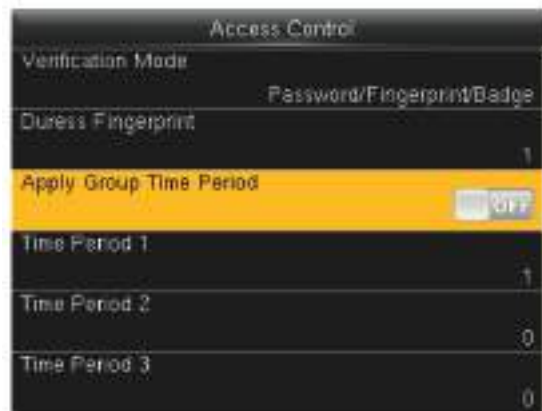 Access Control
Verification Mode
Password/Fingerprint/Badge
Duress Fingerprint
1
Apply Group Time Period
OFF
Time Period 1
1
Time Period 2
0
Time Period 3
0